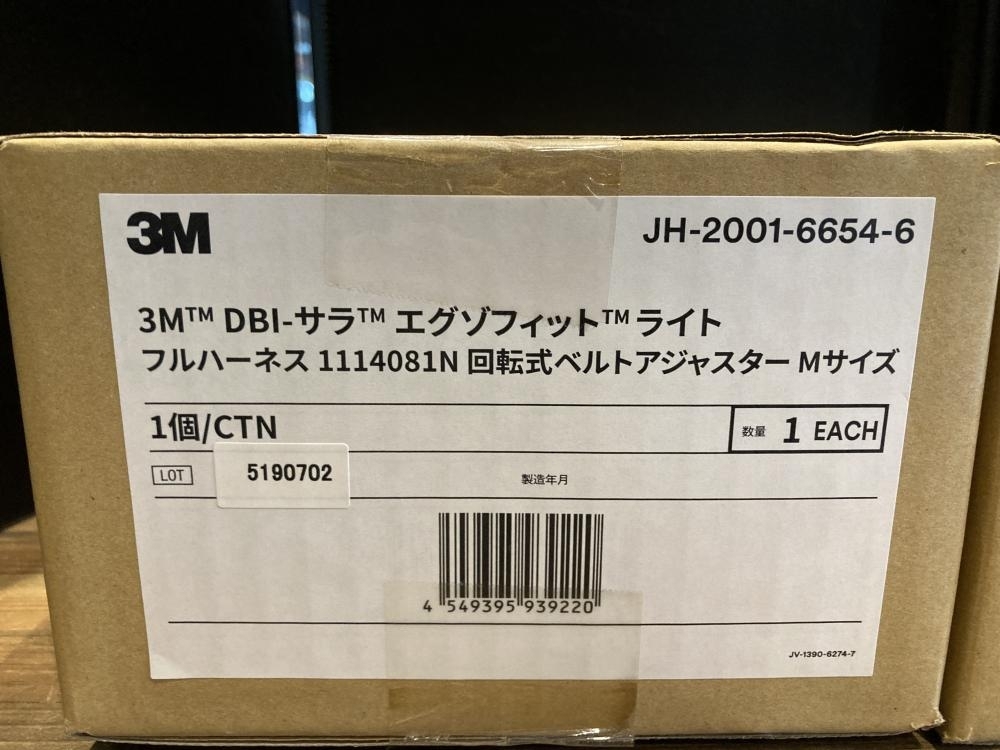 3M
JH-2001-6654-6
3M™ DBI-サラ™ エグゾフィット™ ライト
フルハーネス 1114081N 回転式ベルトアジャスター Mサイズ
1個/CTN
数量 1 EACH
LOT 5190702 製造年月
4 549395 939220
JV-1390-6274-7